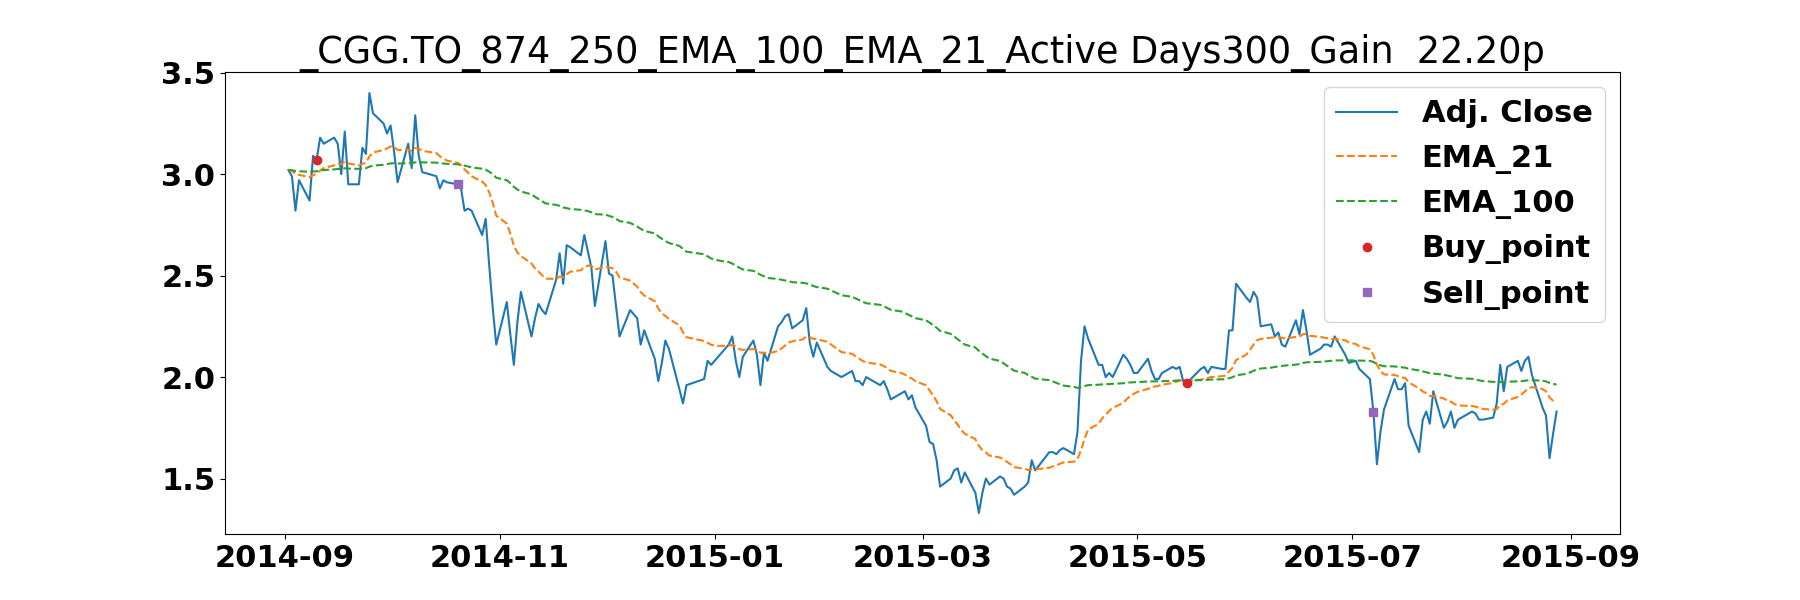 _CGG.TO_874_250_EMA_100_EMA_21_Active Days300_Gain  22.20p
3.5
3.0
2.5
2.0
1.5
Adj. Close
EMA_21
EMA_100
Buy_point
Sell_point
2014-09 2014-11 2015-01 2015-03 2015-05 2015-07 2015-09